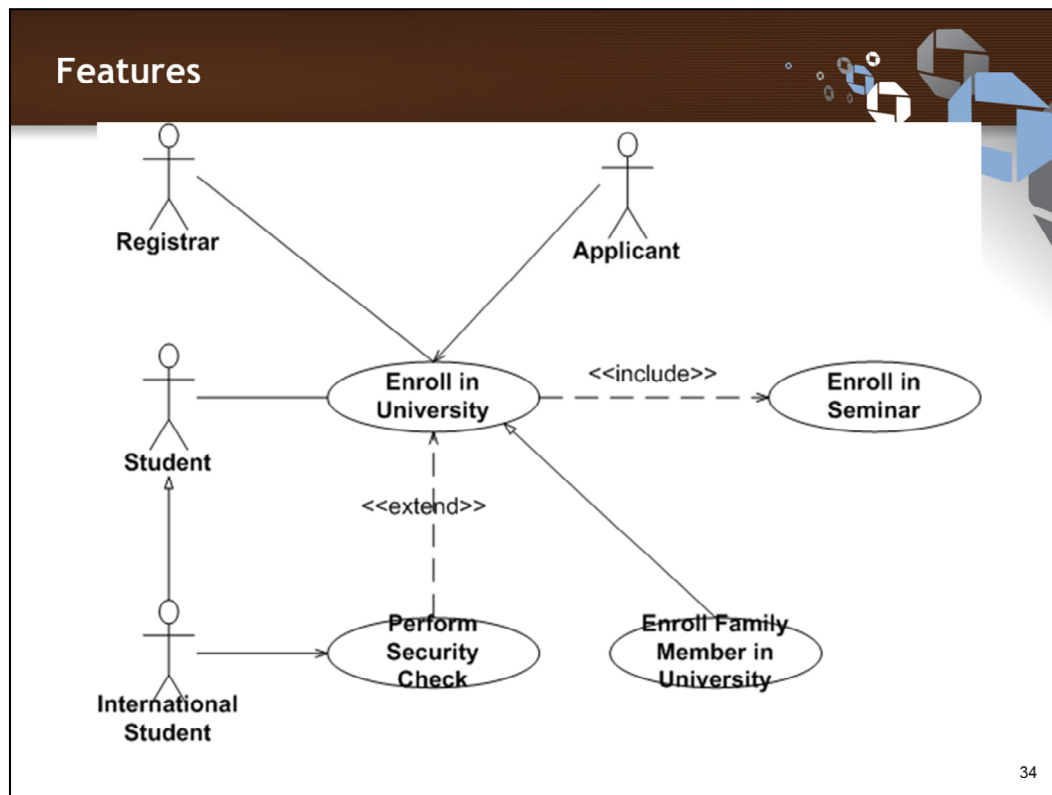 Features
Registrar
Applicant
Enroll in
University
<<include>>
Enroll in
Seminar
Student
<<extend>>
Perform
Security
Check
Enroll Family
Member in
University
International
Student
34